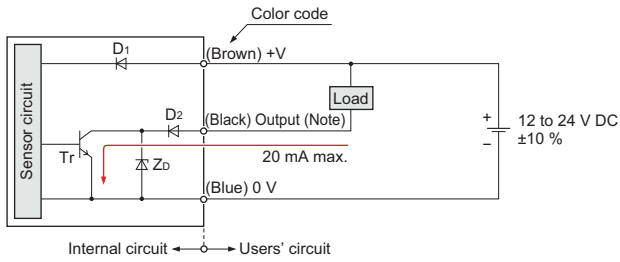 Color code
D1
(Brown) +V
Sensor circuit
Load
D2
(Black) Output (Note)
+
12 to 24 V DC
−
±10 %
Tr
ZD
20 mA max.
(Blue) 0 V
Internal circuit
Users' circuit